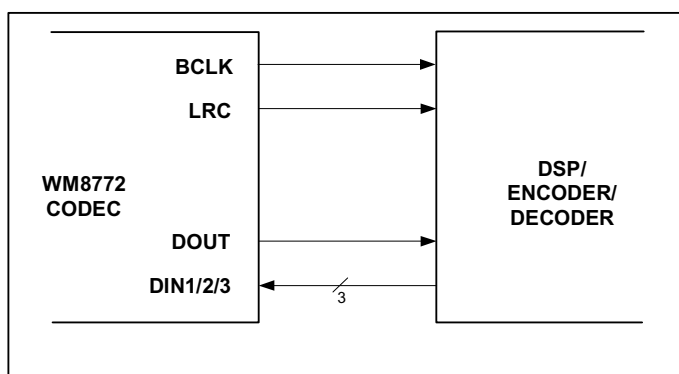 BCLK
LRC
WM8772
CODEC
DOUT
DIN1/2/3
3
DSP/
ENCODER/
DECODER